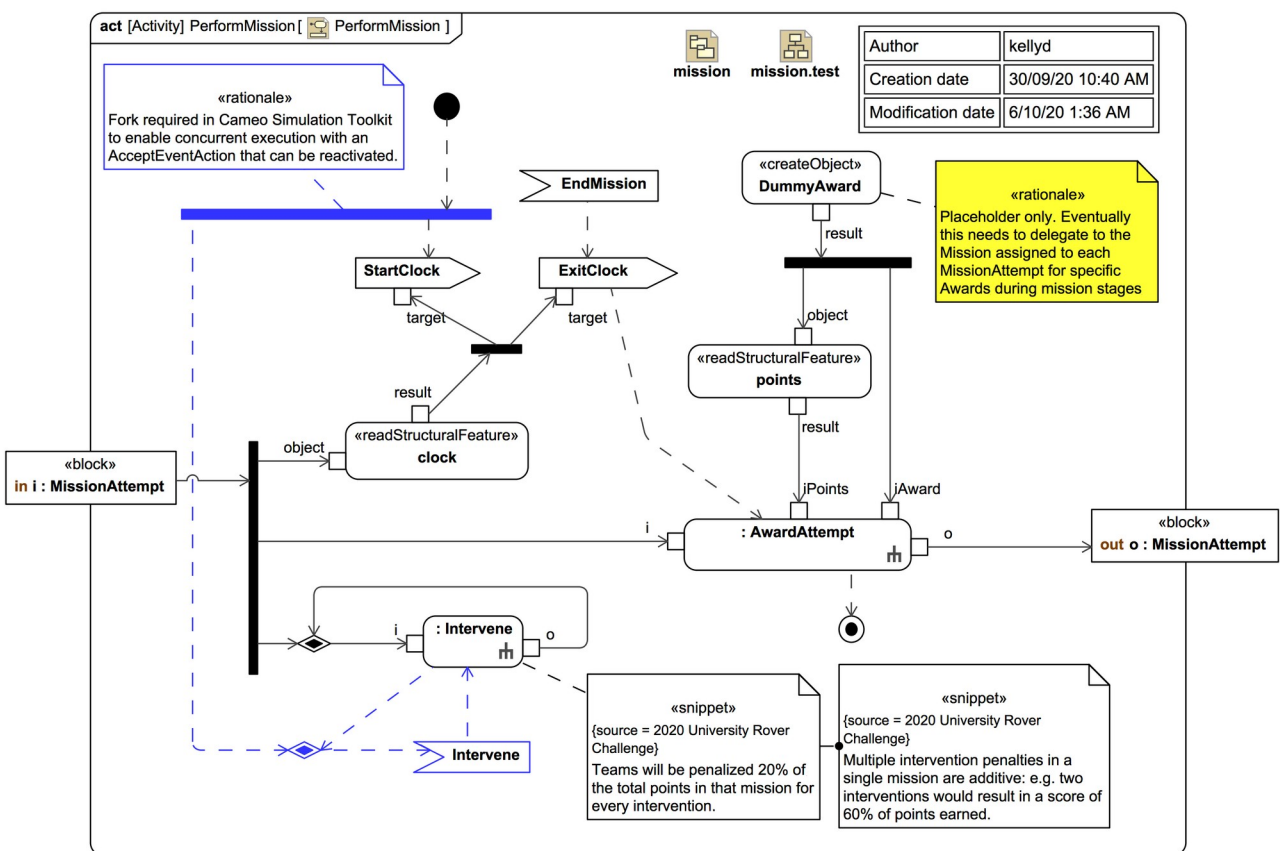 act [Activity] PerformMission [ PerformMission ]
mission
mission.test
Author kellyd
Creation date 30/09/20 10:40 AM
Modification date 6/10/20 1:36 AM
«rationale»
Fork required in Cameo Simulation Toolkit
to enable concurrent execution with an
AcceptEventAction that can be reactivated.
EndMission
«createObject»
DummyAward
result
«rationale»
Placeholder only. Eventually
this needs to delegate to the
Mission assigned to each
MissionAttempt for specific
Awards during mission stages
StartClock
ExitClock
target
target
object
«readStructuralFeature»
points
result
result
«readStructuralFeature»
clock
object
«block»
in i : MissionAttempt
iPoints
iAward
i
: AwardAttempt
o
«block»
out o : MissionAttempt
i
: Intervene
o
Intervene
«snippet»
{source = 2020 University Rover
Challenge}
Teams will be penalized 20% of
the total points in that mission for
every intervention.
«snippet»
{source = 2020 University Rover
Challenge}
Multiple intervention penalties in a
single mission are additive: e.g. two
interventions would result in a score of
60% of points earned.